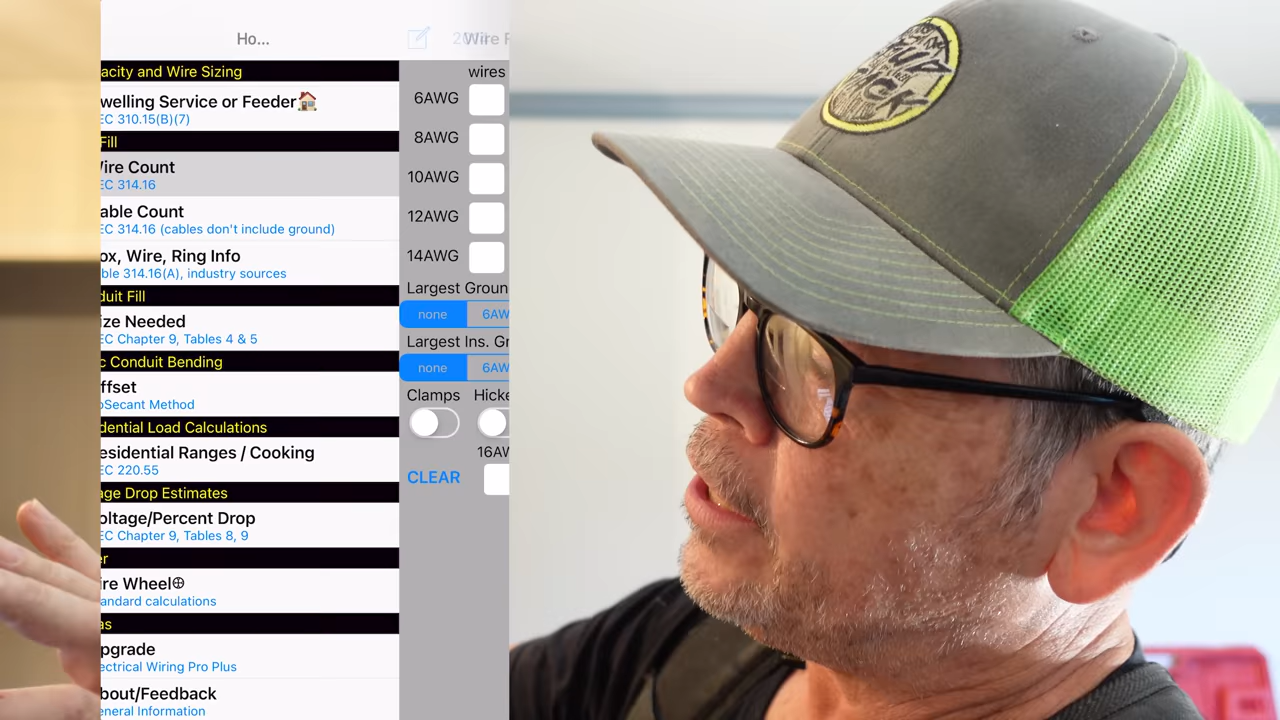 Ho...
acity and Wire Sizing
welling Service or Feeder
EC 310.15(B)(7)
Fill
ire Count
EC 314.16
able Count
EC 314.16 (cables don't include ground)
ox, Wire, Ring Info
ble 314.16(A), industry sources
duit Fill
ize Needed
EC Chapter 9, Tables 4 & 5
c Conduit Bending
ffset
oSecant Method
dential Load Calculations
esidential Ranges / Cooking
EC 220.55
age Drop Estimates
oltage/Percent Drop
EC Chapter 9, Tables 8, 9
er
ire Wheel
andard calculations
as
pgrade
ectrical Wiring Pro Plus
bout/Feedback
eneral Information
Wire F
wires
6AWG
8AWG
10AWG
12AWG
14AWG
Largest Groun
none 6AW
Largest Ins. Gr
none 6AW
Clamps Hicke
16AW
CLEAR